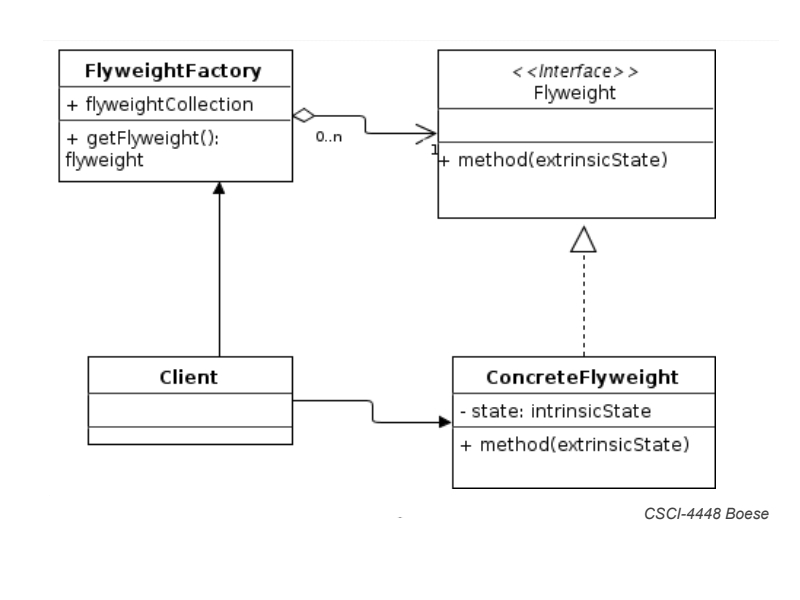 FlyweightFactory
+ flyweightCollection
+ getFlyweight():
flyweight
0..n
1
< <Interface> >
Flyweight
+ method(extrinsicState)
Client
ConcreteFlyweight
- state: intrinsicState
+ method(extrinsicState)
CSCI-4448 Boese